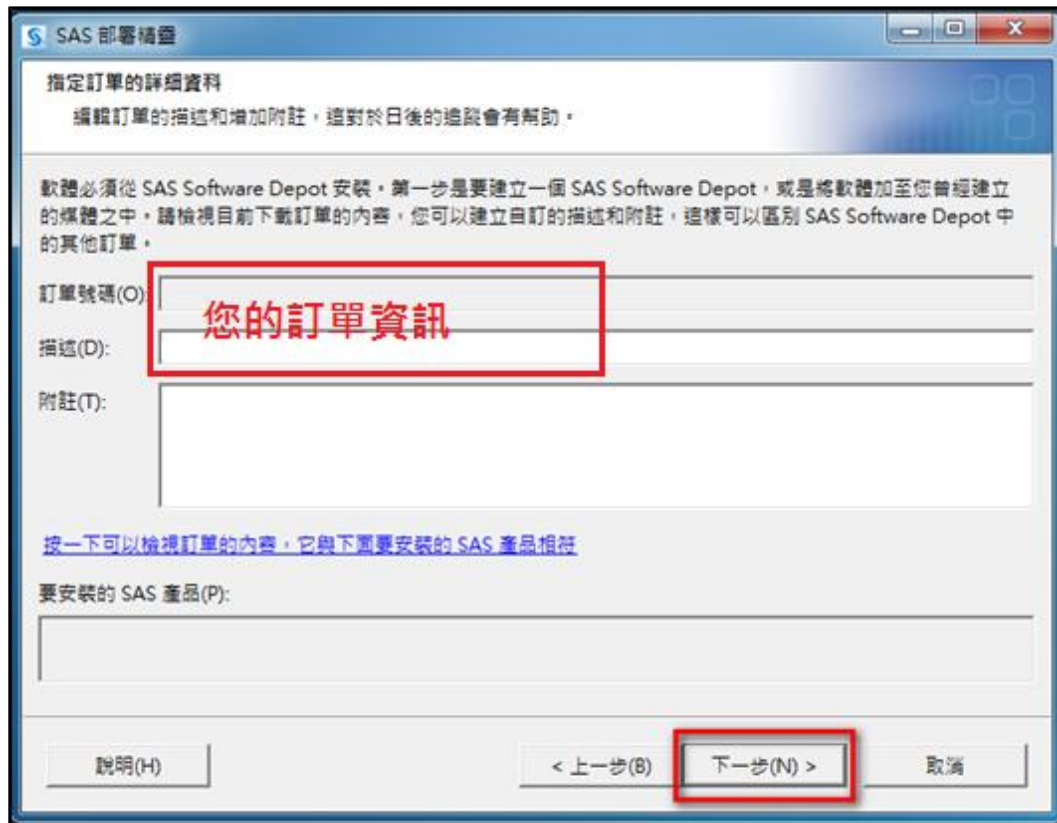 SAS 部署精靈
指定訂單的詳細資料
編輯訂單的描述和增加附註，這對於日後的追蹤會有幫助。
軟體必須從 SAS Software Depot 安裝。第一步是要建立一個 SAS Software Depot，或是將軟體加至您曾經建立
的媒體之中。請檢視目前下載訂單的內容，您可以建立自訂的描述和附註，這樣可以區別 SAS Software Depot 中
的其他訂單。
訂單號碼(O):
您的訂單資訊
描述(D):
附註(T):
按一下可以檢視訂單的內容，它與下面要安裝的 SAS 產品相符
要安裝的 SAS 產品(P):
說明(H)
< 上一步(B)
下一步(N) >
取消